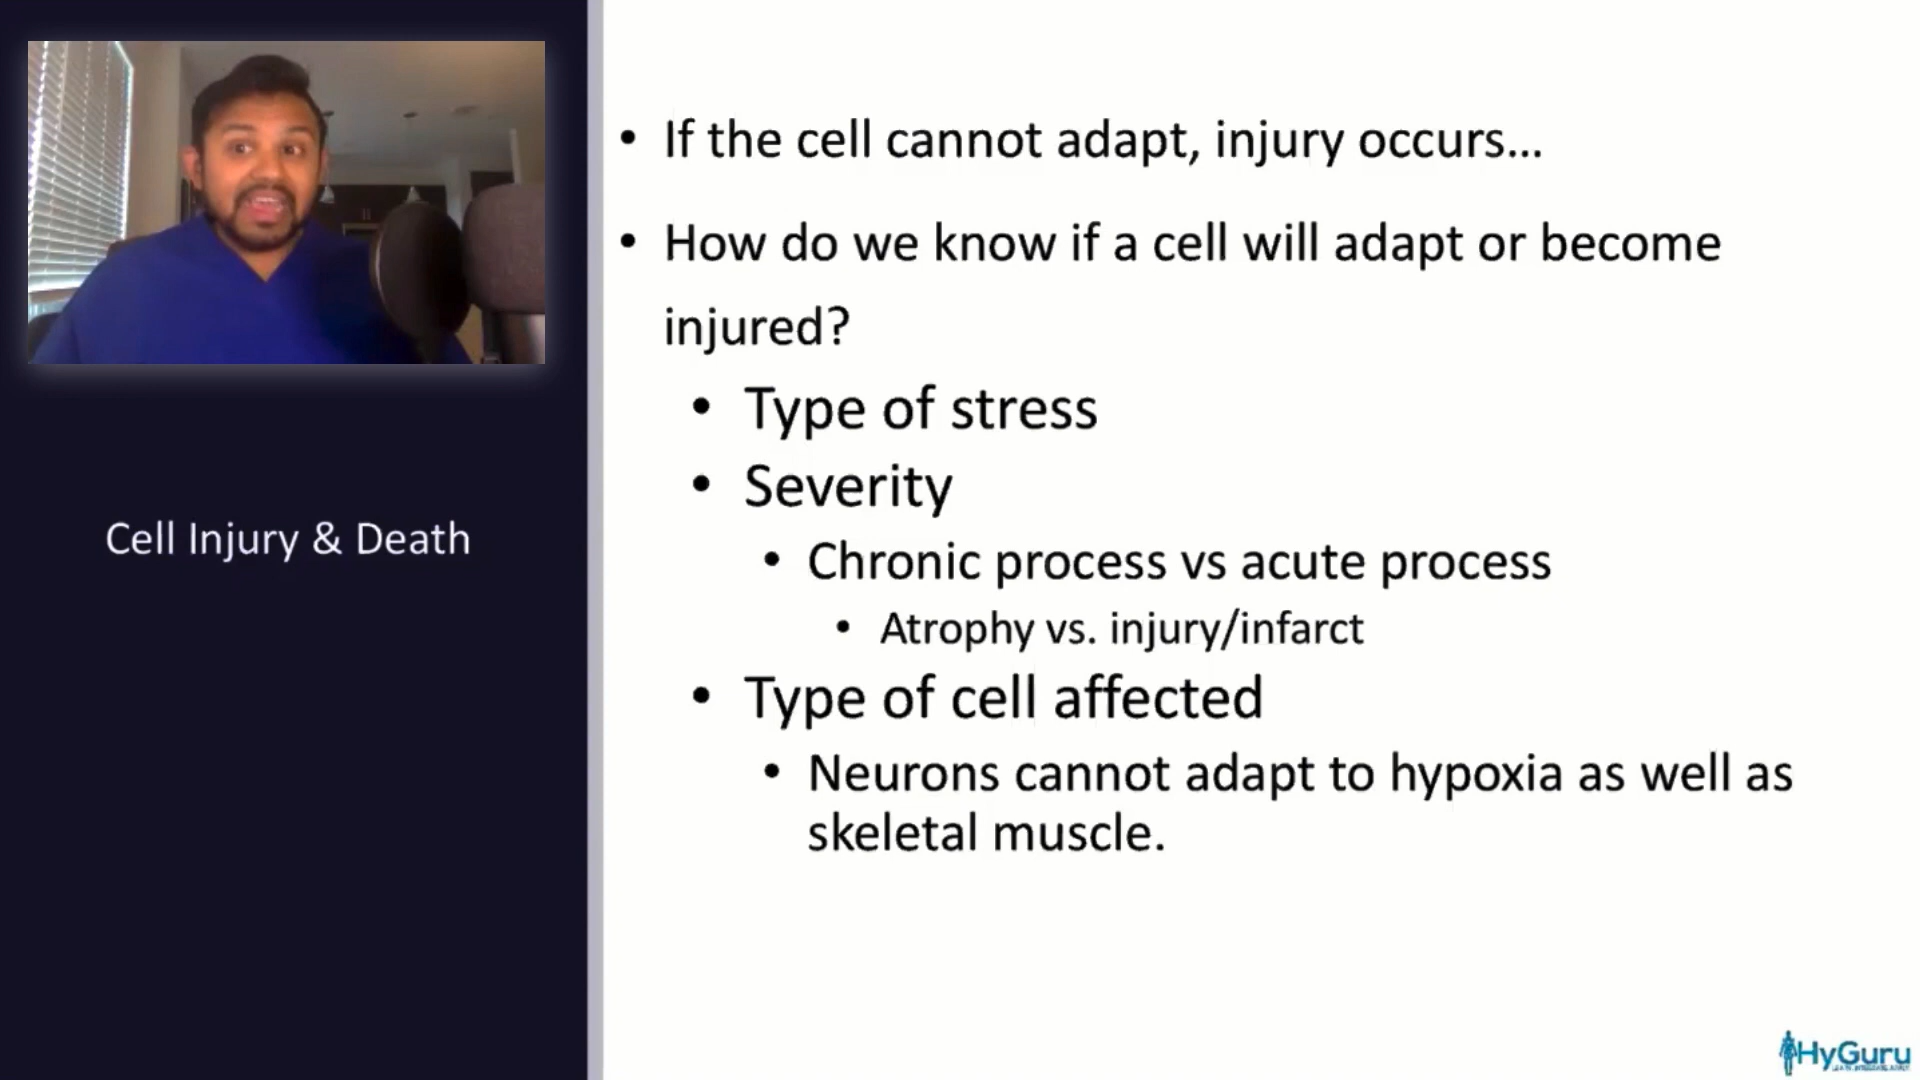 Cell Injury & Death
• If the cell cannot adapt, injury occurs...
• How do we know if a cell will adapt or become
injured?
• Type of stress
• Severity
• Chronic process vs acute process
• Atrophy vs. injury/infarct
• Type of cell affected
• Neurons cannot adapt to hypoxia as well as
skeletal muscle.
HyGuru